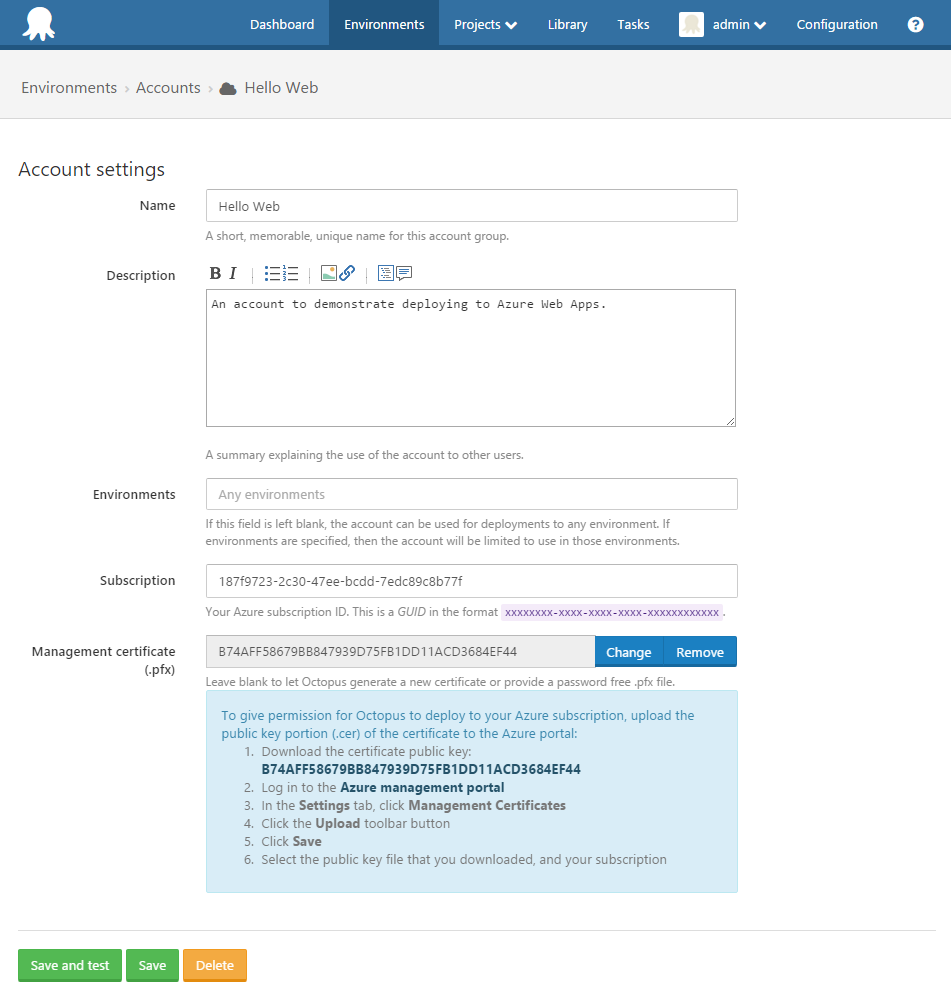 Dashboard Environments Projects Library Tasks admin Configuration ?
Environments › Accounts › Hello Web
Account settings
Name
Hello Web
A short, memorable, unique name for this account group.
Description
B I
An account to demonstrate deploying to Azure Web Apps.
A summary explaining the use of the account to other users.
Environments
Any environments
If this field is left blank, the account can be used for deployments to any environment. If
environments are specified, then the account will be limited to use in those environments.
Subscription
187f9723-2c30-47ee-bcdd-7edc89c8b77f
Your Azure subscription ID. This is a GUID in the format xxxxxxxx-xxxx-xxxx-xxxx-xxxxxxxxxxxx.
Management certificate
(.pfx)
B74AFF58679BB847939D75FB1DD11ACD3684EF44 Change Remove
Leave blank to let Octopus generate a new certificate or provide a password free .pfx file.
To give permission for Octopus to deploy to your Azure subscription, upload the
public key portion (.cer) of the certificate to the Azure portal:
1. Download the certificate public key:
B74AFF58679BB847939D75FB1DD11ACD3684EF44
2. Log in to the Azure management portal
3. In the Settings tab, click Management Certificates
4. Click the Upload toolbar button
5. Click Save
6. Select the public key file that you downloaded, and your subscription
Save and test Save Delete